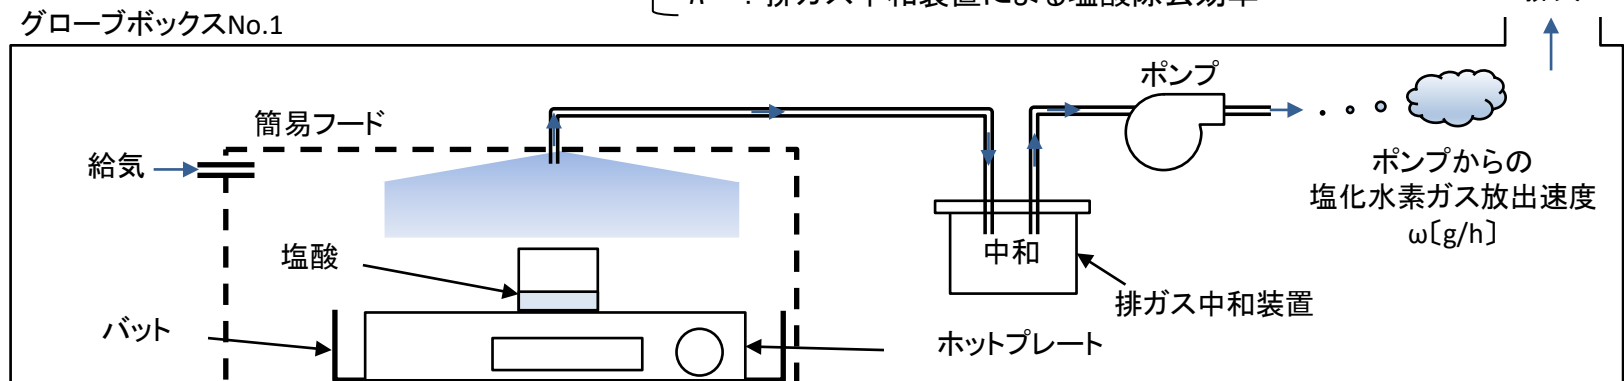 グローブボックスNo.1
ポンプ
簡易フード
給気
ポンプからの
塩化水素ガス放出速度
ω〔g/h〕
中和
塩酸
排ガス中和装置
バット
ホットプレート